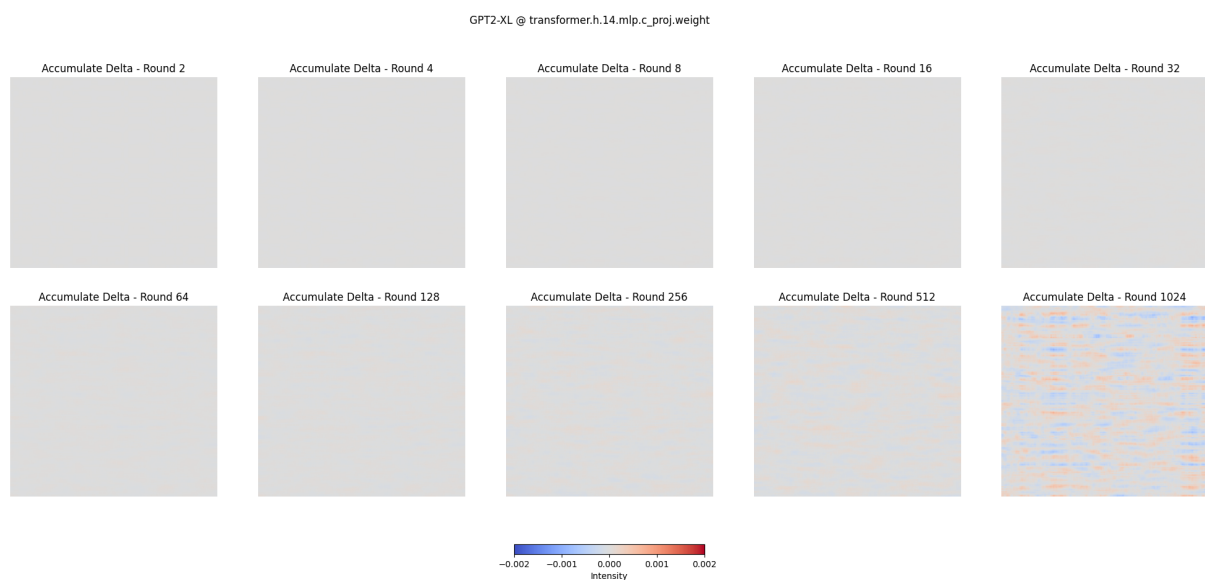 GPT2-XL @ transformer.h.14.mlp.c_proj.weight
Accumulate Delta - Round 2
Accumulate Delta - Round 4
Accumulate Delta - Round 8
Accumulate Delta - Round 16
Accumulate Delta - Round 32
Accumulate Delta - Round 64
Accumulate Delta - Round 128
Accumulate Delta - Round 256
Accumulate Delta - Round 512
Accumulate Delta - Round 1024
−0.002 −0.001 0.000 0.001 0.002
Intensity